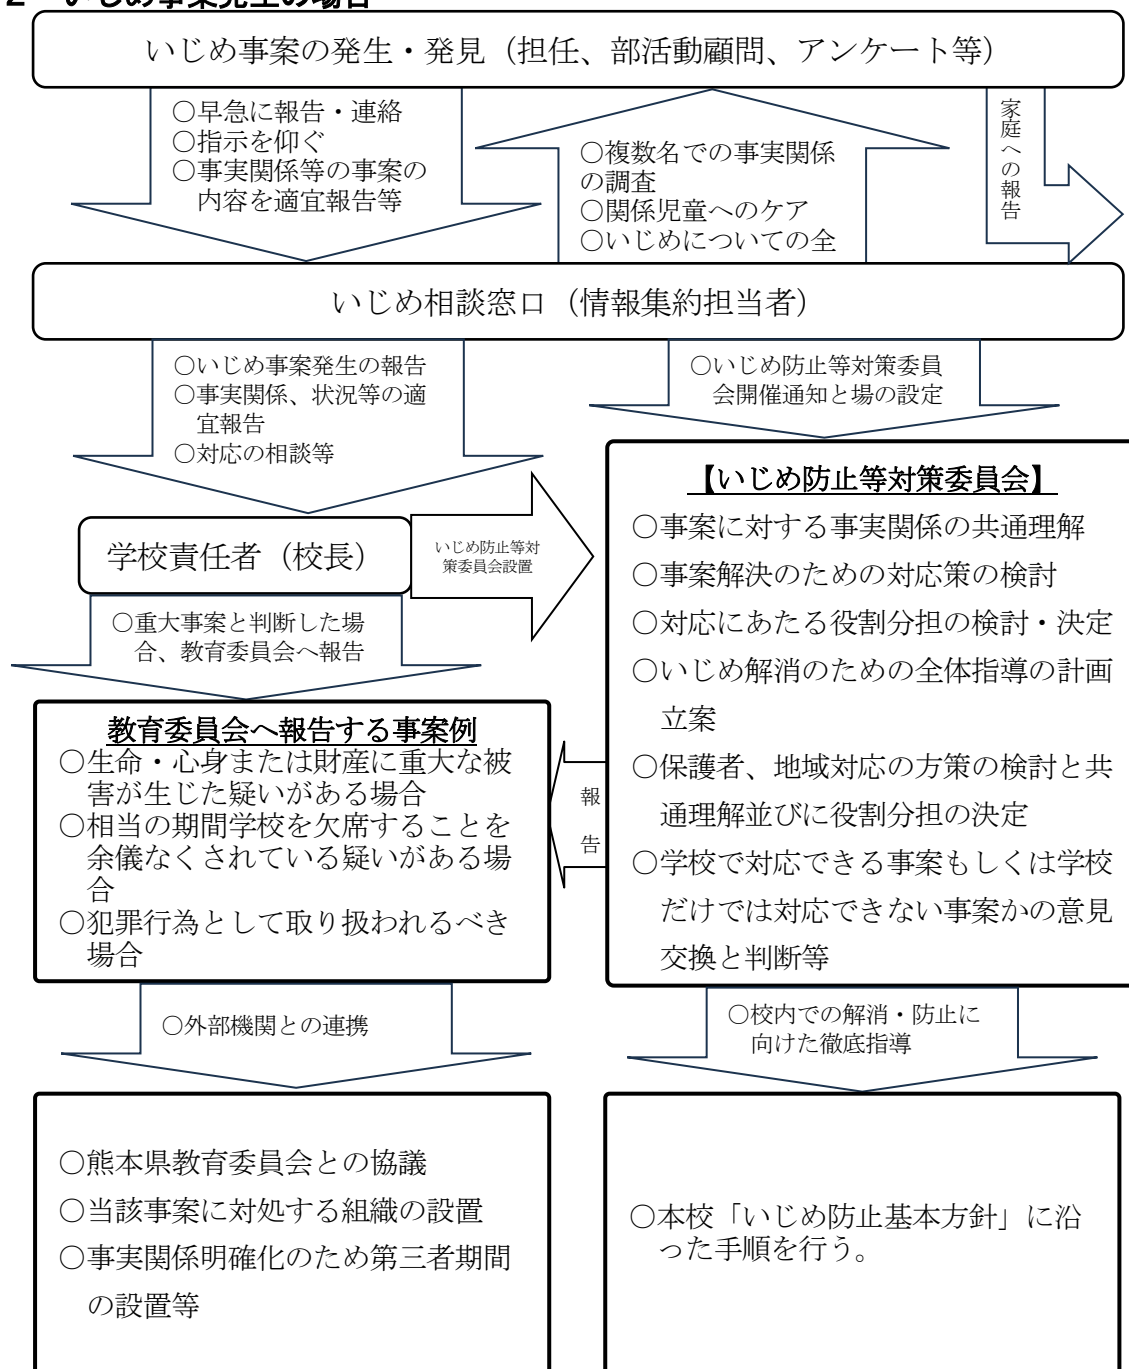 2　いじめ事案発生の場合
いじめ事案の発生・発見（担任、部活動顧問、アンケート等）
○早急に報告・連絡
○指示を仰ぐ
○事実関係等の事案の
内容を適宜報告等
○複数名での事実関係
の調査
○関係児童へのケア
○いじめについての全
家庭への報告
いじめ相談窓口（情報集約担当者）
○いじめ事案発生の報告
○事実関係、状況等の適
宜報告
○対応の相談等
○いじめ防止等対策委員
会開催通知と場の設定
学校責任者（校長）
いじめ防止等対
策委員会設置
【いじめ防止等対策委員会】
○事案に対する事実関係の共通理解
○事案解決のための対応策の検討
○対応にあたる役割分担の検討・決定
○いじめ解消のための全体指導の計画
立案
○保護者、地域対応の方策の検討と共
通理解並びに役割分担の決定
○学校で対応できる事案もしくは学校
だけでは対応できない事案かの意見
交換と判断等
○重大事案と判断した場
合、教育委員会へ報告
教育委員会へ報告する事案例
○生命・心身または財産に重大な被
害が生じた疑いがある場合
○相当の期間学校を欠席することを
余儀なくされている疑いがある場
合
○犯罪行為として取り扱われるべき
場合
報告
○外部機関との連携
○校内での解消・防止に
向けた徹底指導
○熊本県教育委員会との協議
○当該事案に対処する組織の設置
○事実関係明確化のため第三者期間
の設置等
○本校「いじめ防止基本方針」に沿
った手順を行う。